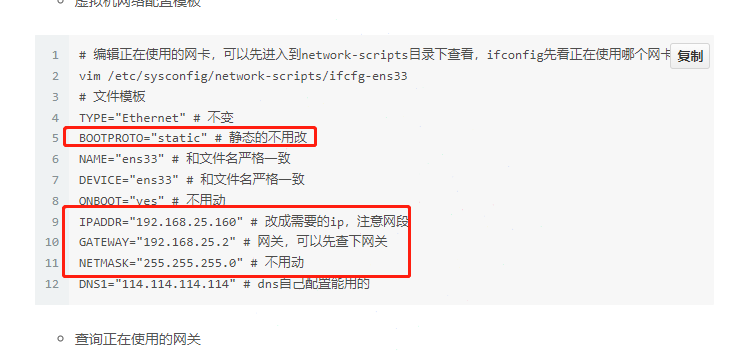 虚拟机网络配置模板
复制
1 # 编辑正在使用的网卡，可以先进入到network-scripts目录下查看，ifconfig先看正在使用哪个网卡
2 vim /etc/sysconfig/network-scripts/ifcfg-ens33
3 # 文件模板
4 TYPE="Ethernet" # 不变
5 BOOTPROTO="static" # 静态的不用改
6 NAME="ens33" # 和文件名严格一致
7 DEVICE="ens33" # 和文件名严格一致
8 ONBOOT="yes" # 不用动
9 IPADDR="192.168.25.160" # 改成需要的ip，注意网段
10 GATEWAY="192.168.25.2" # 网关，可以先查下网关
11 NETMASK="255.255.255.0" # 不用动
12 DNS1="114.114.114.114" # dns自己配置能用的
查询正在使用的网关